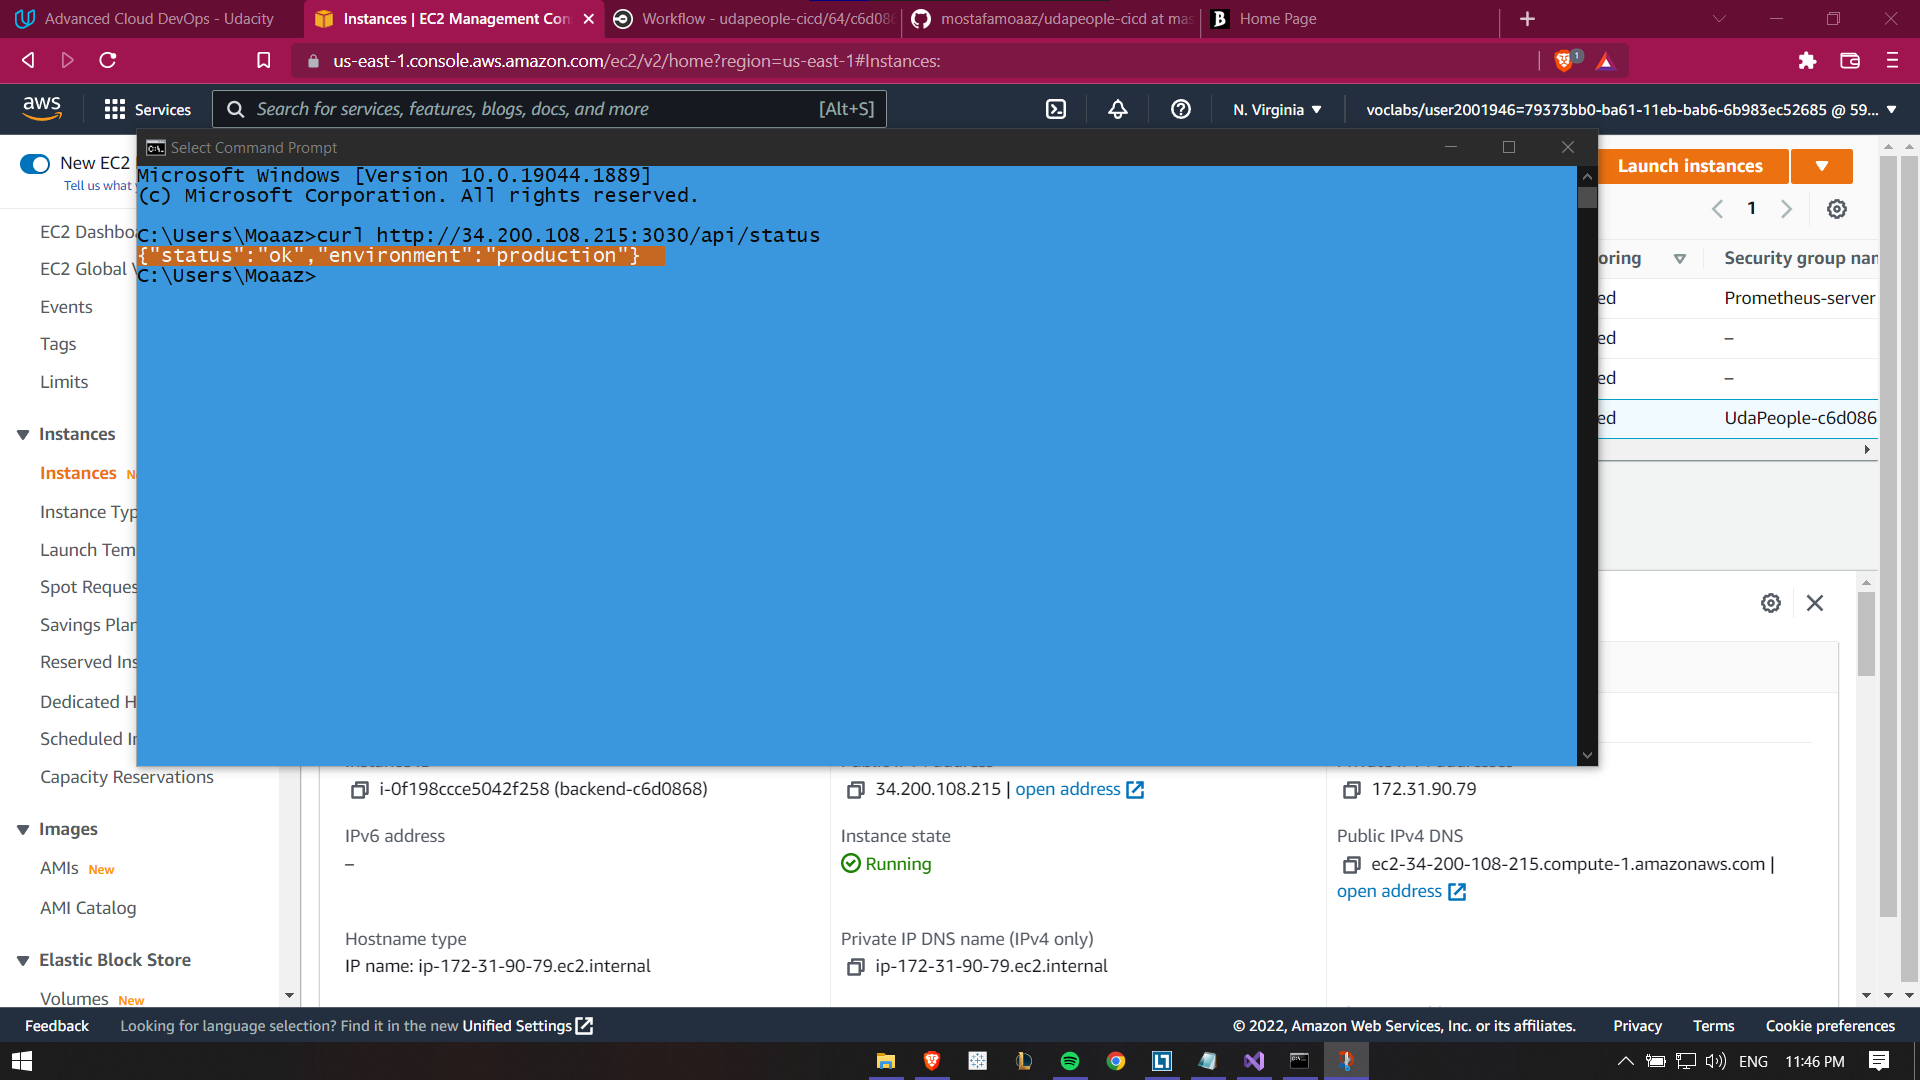 Advanced Cloud DevOps - Udacity
Instances | EC2 Management Con
Workflow - udapeople-cicd/64/c6d086
mostafamoaaz/udapeople-cicd at mas
B
Home Page
us-east-1.console.aws.amazon.com/ec2/v2/home?region=us-east-1#Instances:
1
aws
Services
Search for services, features, blogs, docs, and more
[Alt+S]
N. Virginia
voclabs/user2001946=79373bb0-ba61-11eb-bab6-6b983ec52685 @ 59...
New EC2
Tell us what
Select Command Prompt
Microsoft Windows [Version 10.0.19044.1889]
(c) Microsoft Corporation. All rights reserved.
C:\Users\Moaaz>curl http://34.200.108.215:3030/api/status
{"status":"ok","environment":"production"}
C:\Users\Moaaz>
Launch instances
1
oring
Security group nam
ed
Prometheus-server
ed
–
ed
–
ed
UdaPeople-c6d086
EC2 Dashboa
EC2 Global V
Events
Tags
Limits
Instances
Instances
Ne
Instance Typ
Launch Tem
Spot Reques
Savings Plan
Reserved Ins
Dedicated H
Scheduled In
Capacity Reservations
Images
AMIs New
AMI Catalog
Elastic Block Store
Volumes New
i-0f198ccce5042f258 (backend-c6d0868)
34.200.108.215 | open address
172.31.90.79
IPv6 address
–
Instance state
Running
Public IPv4 DNS
ec2-34-200-108-215.compute-1.amazonaws.com |
open address
Hostname type
IP name: ip-172-31-90-79.ec2.internal
Private IP DNS name (IPv4 only)
ip-172-31-90-79.ec2.internal
Feedback
Looking for language selection? Find it in the new Unified Settings
© 2022, Amazon Web Services, Inc. or its affiliates.
Privacy
Terms
Cookie preferences
ENG
11:46 PM